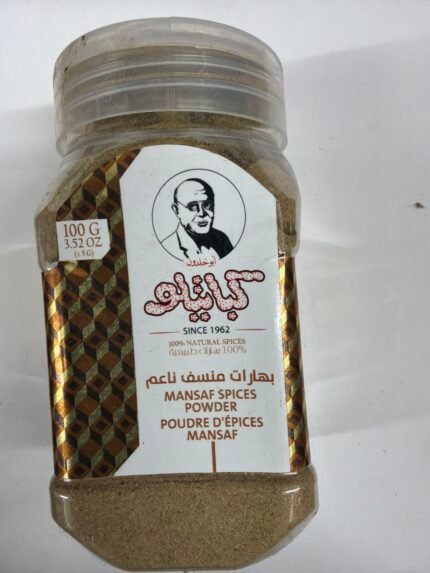 100 G
3.52 OZ
(± 5 G)
أبو خلدون
كباتيلو
SINCE 1962
100% NATURAL SPICES
100% بهارات طبيعية
بهارات منسف ناعم
MANSAF SPICES
POWDER
POUDRE D'ÉPICES
MANSAF